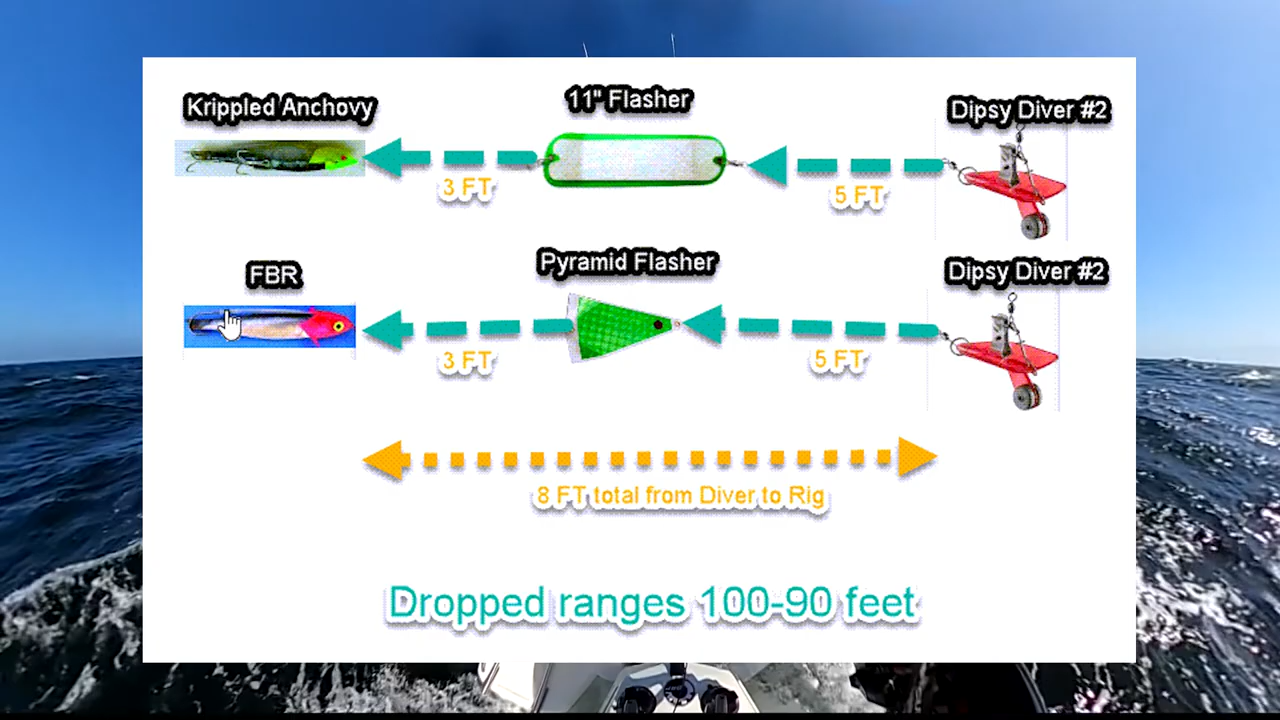 Krippled Anchovy
11" Flasher
Dipsy Diver #2
3 FT
5 FT
FBR
Pyramid Flasher
Dipsy Diver #2
3 FT
5 FT
8 FT total from Diver to Rig
Dropped ranges 100-90 feet